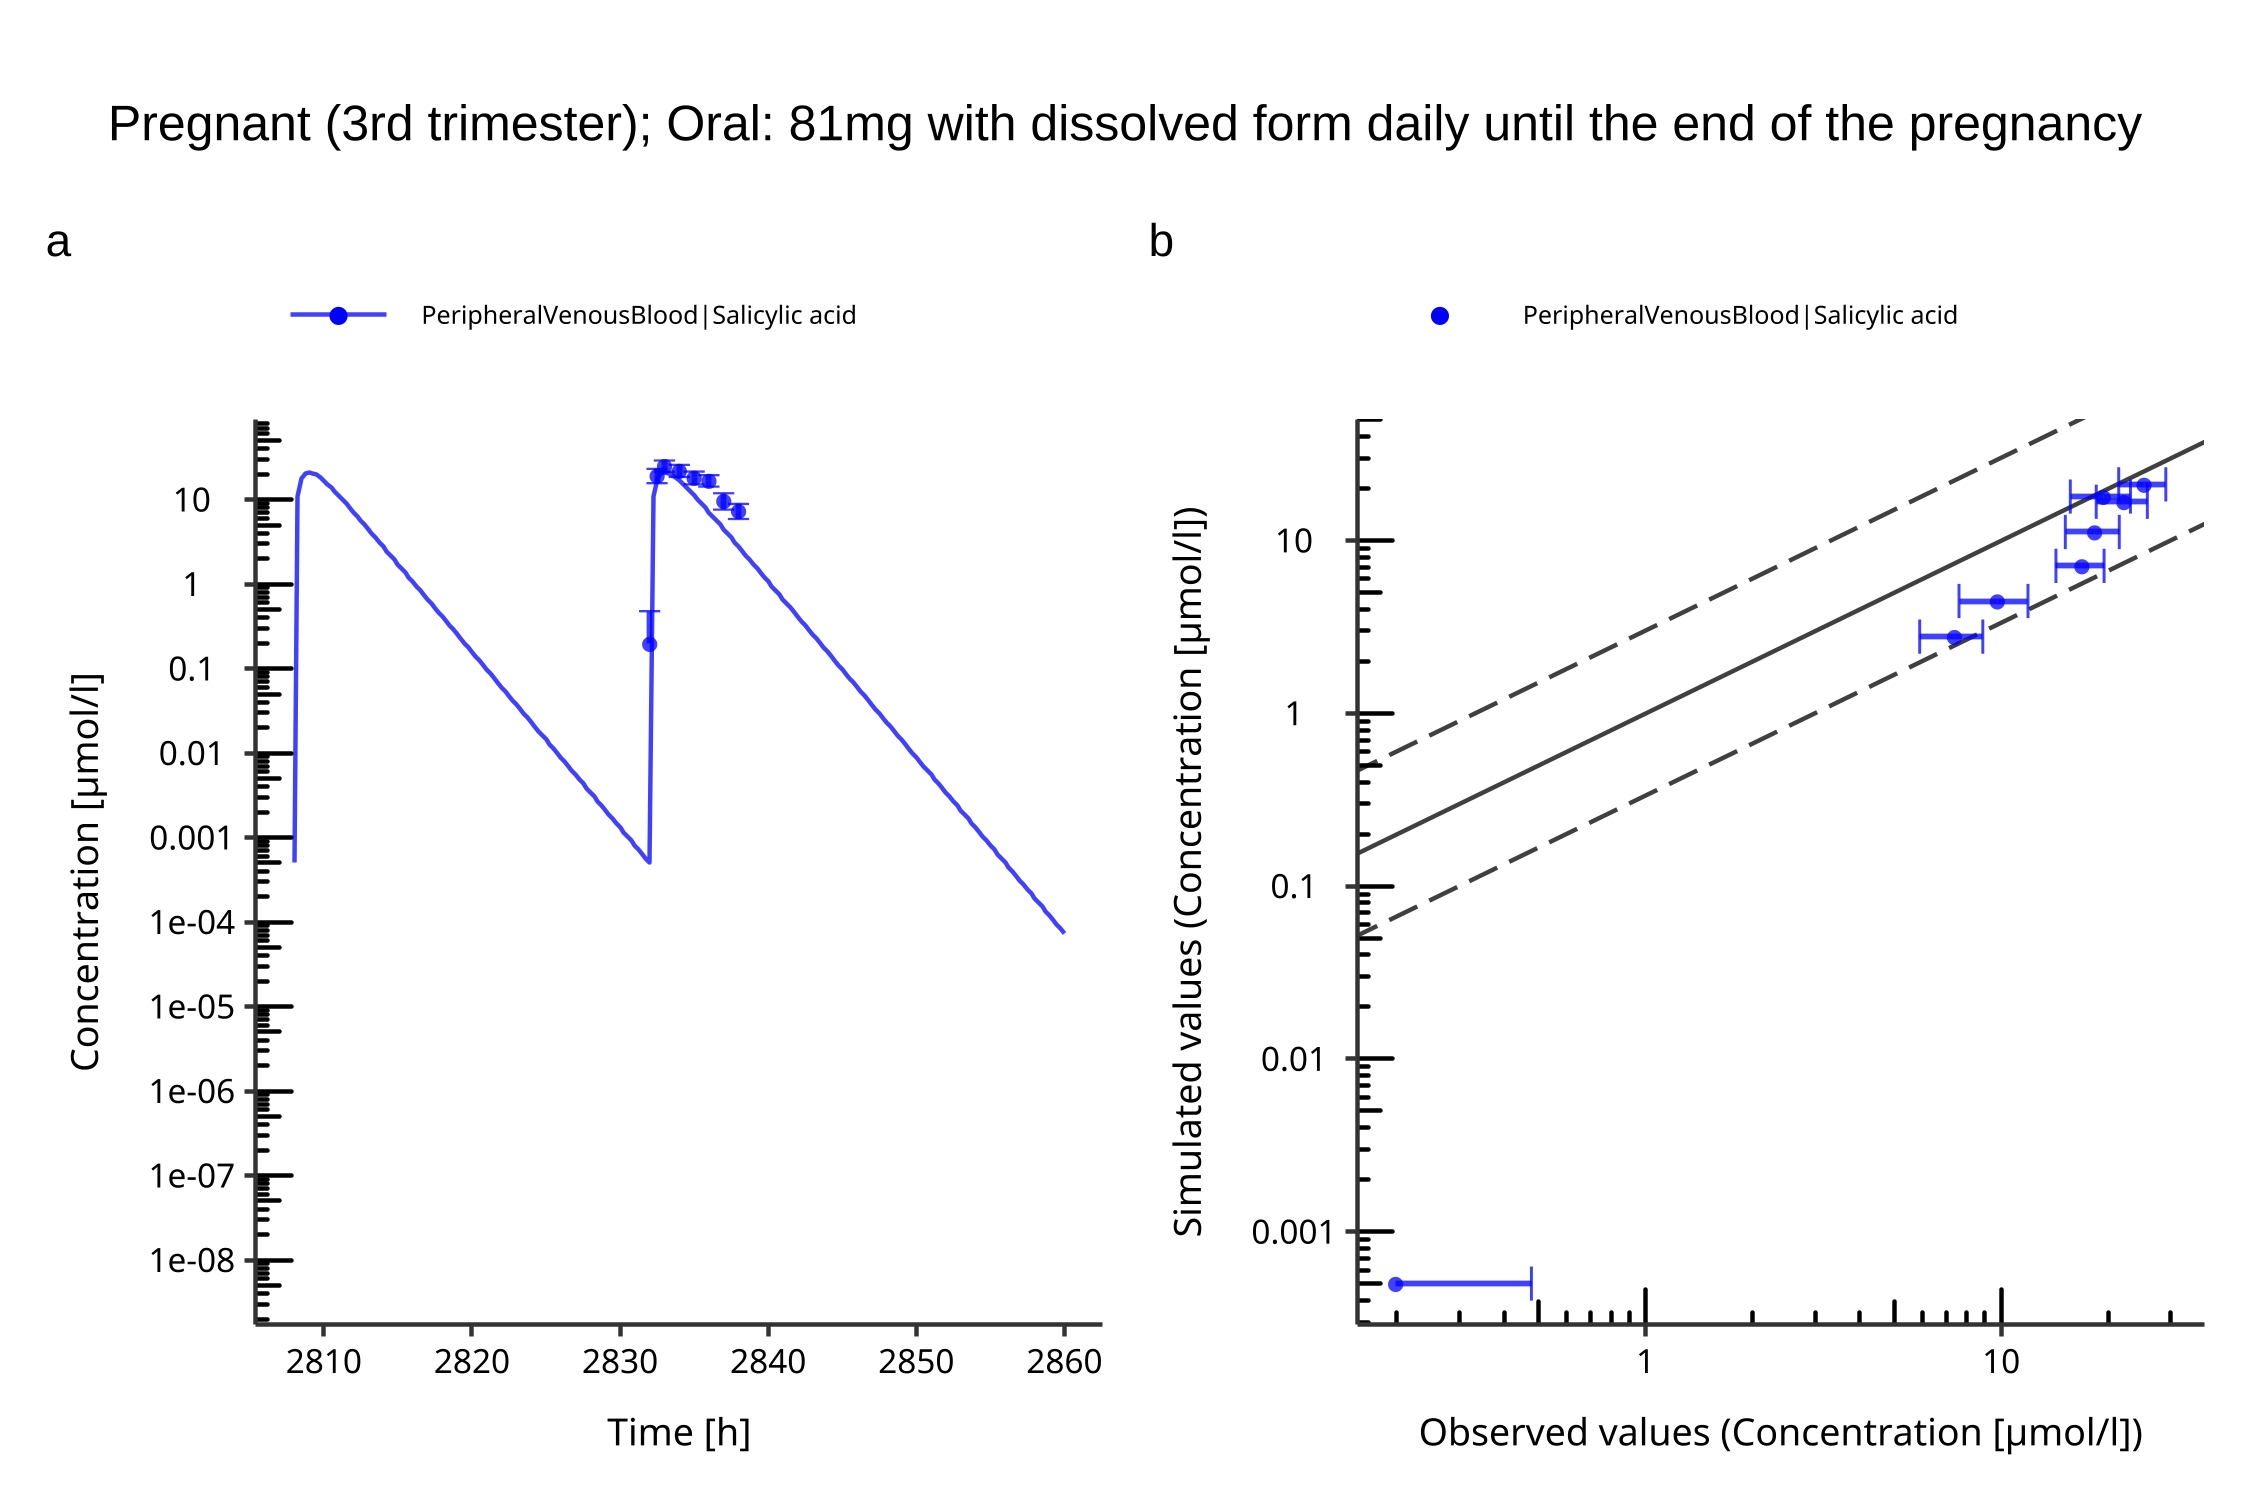 Pregnant (3rd trimester); Oral: 81mg with dissolved form daily until the end of the pregnancy
a
PeripheralVenousBlood|Salicylic acid
Concentration [µmol/l]
10
1
0.1
0.01
0.001
1e-04
1e-05
1e-06
1e-07
1e-08
2810 2820 2830 2840 2850 2860
Time [h]
b
PeripheralVenousBlood|Salicylic acid
Simulated values (Concentration [µmol/l])
10
1
0.1
0.01
0.001
1 10
Observed values (Concentration [µmol/l])